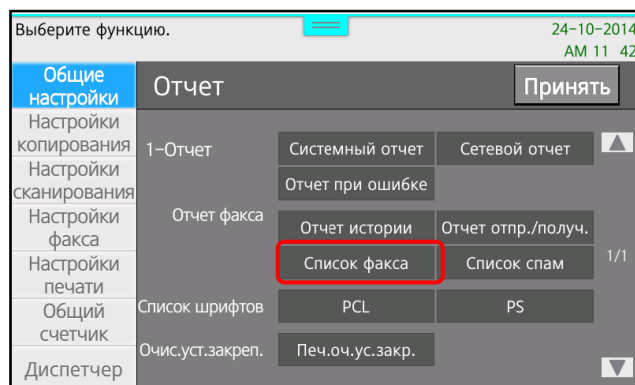 Выберите функцию.
24-10-2014
AM 11 42
Общие
настройки
Отчет
Принять
Настройки
копирования
Настройки
сканирования
Настройки
факса
Настройки
печати
Общий
счетчик
Диспетчер
1-Отчет
Системный отчет
Сетевой отчет
Отчет при ошибке
Отчет факса
Отчет истории
Отчет отпр./получ.
Список факса
Список спам
1/1
Список шрифтов
PCL
PS
Очис.уст.закреп.
Печ.оч.ус.закр.